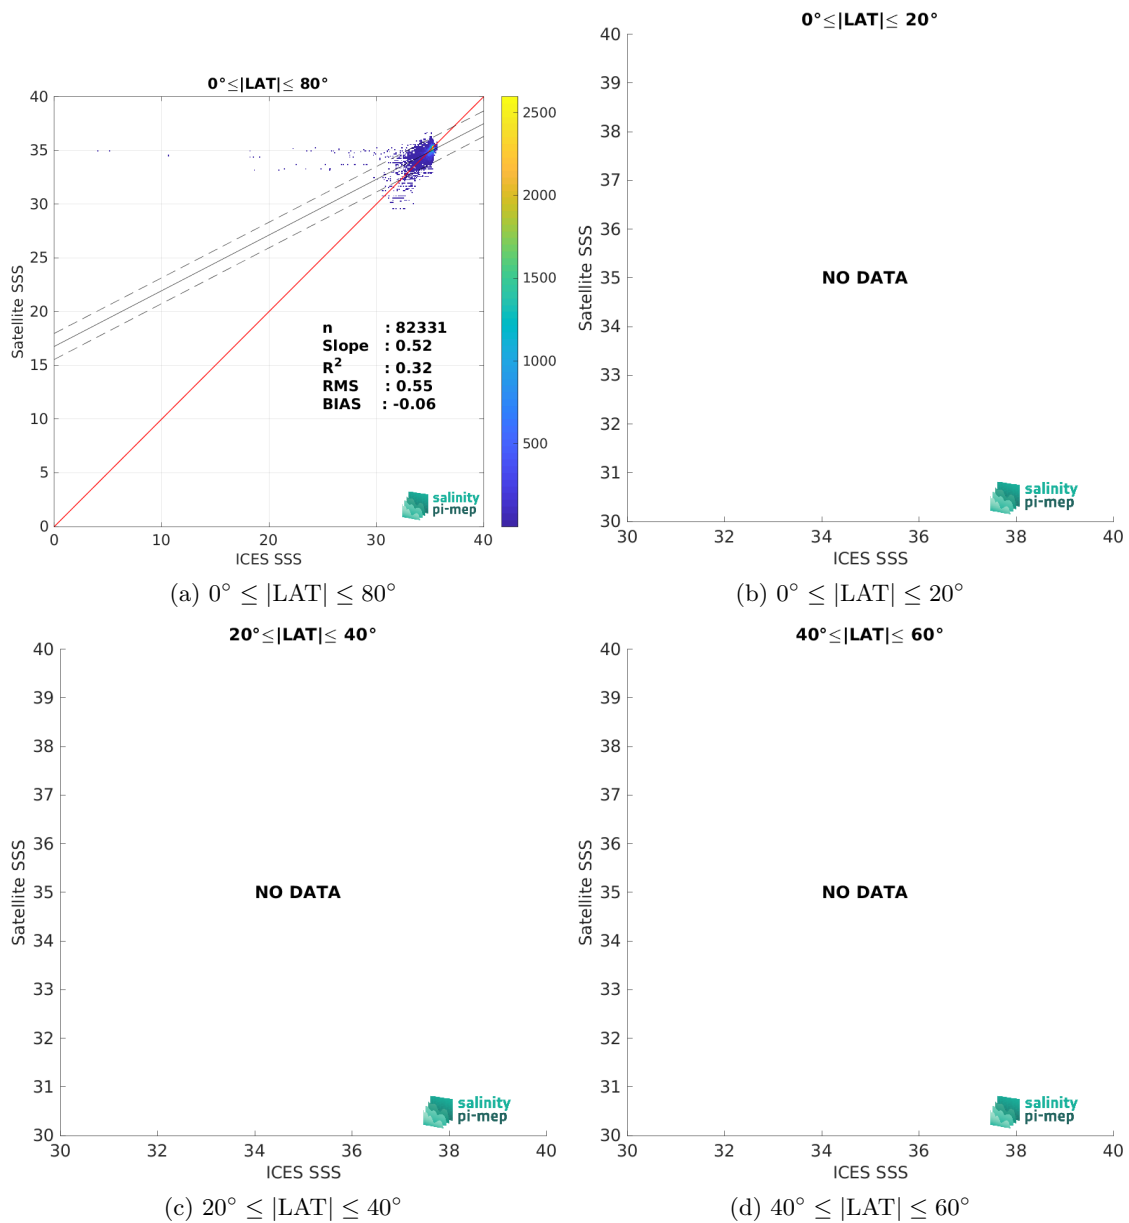 0°≤|LAT|≤ 80°
40
35
30
25
20
15
10
5
0
Satellite SSS
0
10
20
30
40
ICES SSS
2500
2000
1500
1000
500
n : 82331
Slope : 0.52
R² : 0.32
RMS : 0.55
BIAS : -0.06
salinity
pi-mep
(a) 0° ≤ |LAT| ≤ 80°
0°≤|LAT|≤ 20°
40
39
38
37
36
35
34
33
32
31
30
Satellite SSS
NO DATA
salinity
pi-mep
30
32
34
36
38
40
ICES SSS
(b) 0° ≤ |LAT| ≤ 20°
20°≤|LAT|≤ 40°
40
39
38
37
36
35
34
33
32
31
30
Satellite SSS
NO DATA
salinity
pi-mep
30
32
34
36
38
40
ICES SSS
(c) 20° ≤ |LAT| ≤ 40°
40°≤|LAT|≤ 60°
40
39
38
37
36
35
34
33
32
31
30
Satellite SSS
NO DATA
salinity
pi-mep
30
32
34
36
38
40
ICES SSS
(d) 40° ≤ |LAT| ≤ 60°